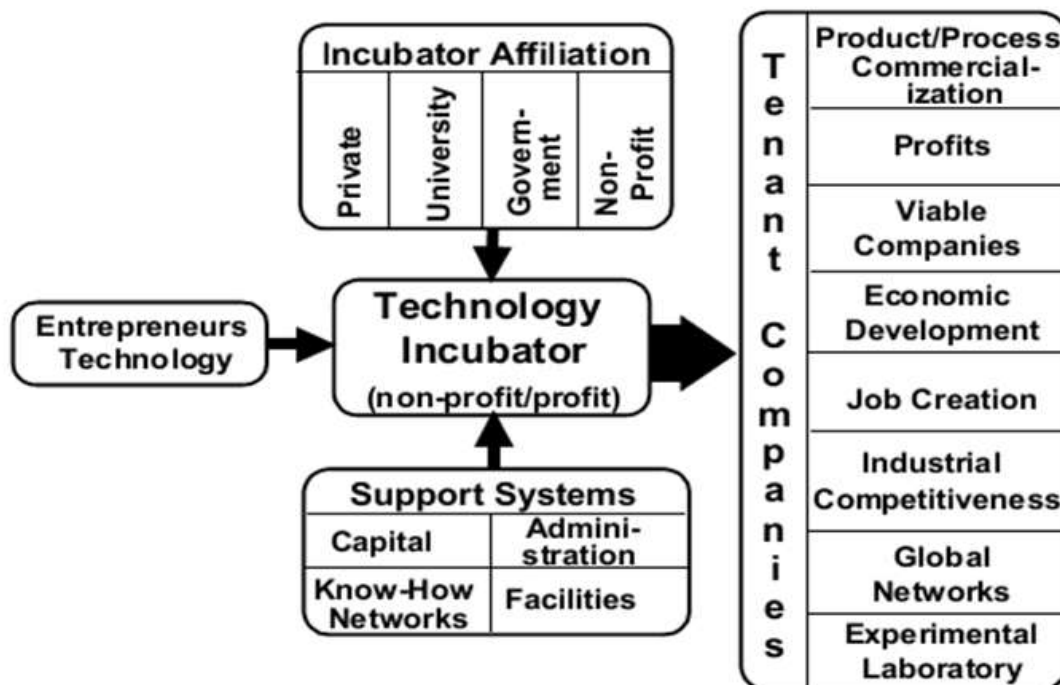 Incubator Affiliation
Private
University
Govern-
ment
Non-
Profit
Entrepreneurs
Technology
Technology
Incubator
(non-profit/profit)
Support Systems
Capital
Admini-
stration
Know-How
Networks
Facilities
Tenant Companies
Product/Process
Commercial-
ization
Profits
Viable
Companies
Economic
Development
Job Creation
Industrial
Competitiveness
Global
Networks
Experimental
Laboratory